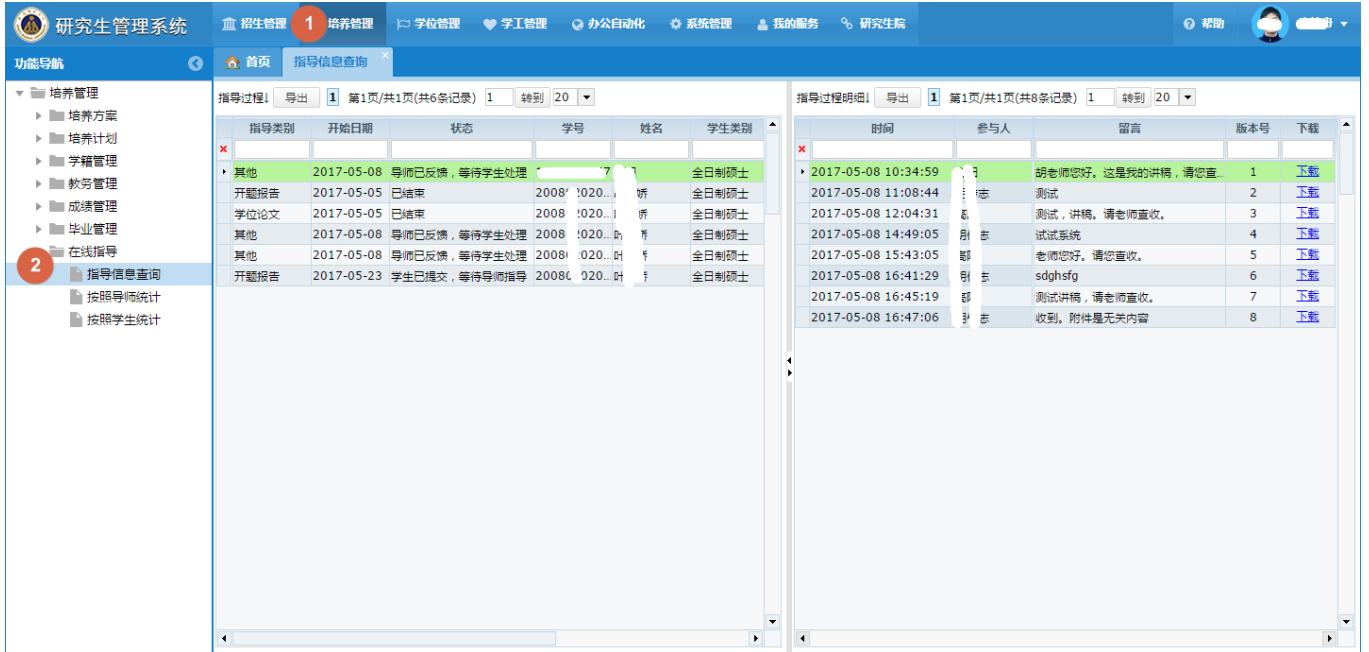 研究生管理系统 招生管理 1 培养管理 学位管理 学工管理 办公自动化 系统管理 我的服务 研究生院 帮助
功能导航 首页 指导信息查询
培养管理
培养方案
培养计划
学籍管理
教务管理
成绩管理
毕业管理
在线指导
2 指导信息查询
按照导师统计
按照学生统计
指导过程↓ 导出 1 第1页/共1页(共6条记录) 1 转到 20
指导类别 开始日期 状态 学号 姓名 学生类别
其他 2017-05-08 导师已反馈，等待学生处理 全日制硕士
开题报告 2017-05-05 已结束 2008 2020... 娇 全日制硕士
学位论文 2017-05-05 已结束 2008 2020... 娇 全日制硕士
其他 2017-05-08 导师已反馈，等待学生处理 2008 2020... 全日制硕士
其他 2017-05-08 导师已反馈，等待学生处理 2008 2020... 全日制硕士
开题报告 2017-05-23 学生已提交，等待导师指导 2008 2020... 全日制硕士
指导过程明细↓ 导出 1 第1页/共1页(共8条记录) 1 转到 20
时间 参与人 留言 版本号 下载
2017-05-08 10:34:59 胡老师您好。这是我的讲稿，请您查... 1 下载
2017-05-08 11:08:44 志 测试 2 下载
2017-05-08 12:04:31 测试，讲稿。请老师查收。 3 下载
2017-05-08 14:49:05 志 试试系统 4 下载
2017-05-08 15:43:05 老师您好。请您查收。 5 下载
2017-05-08 16:41:29 志 sdghsfg 6 下载
2017-05-08 16:45:19 测试讲稿，请老师查收。 7 下载
2017-05-08 16:47:06 志 收到。附件是无关内容 8 下载